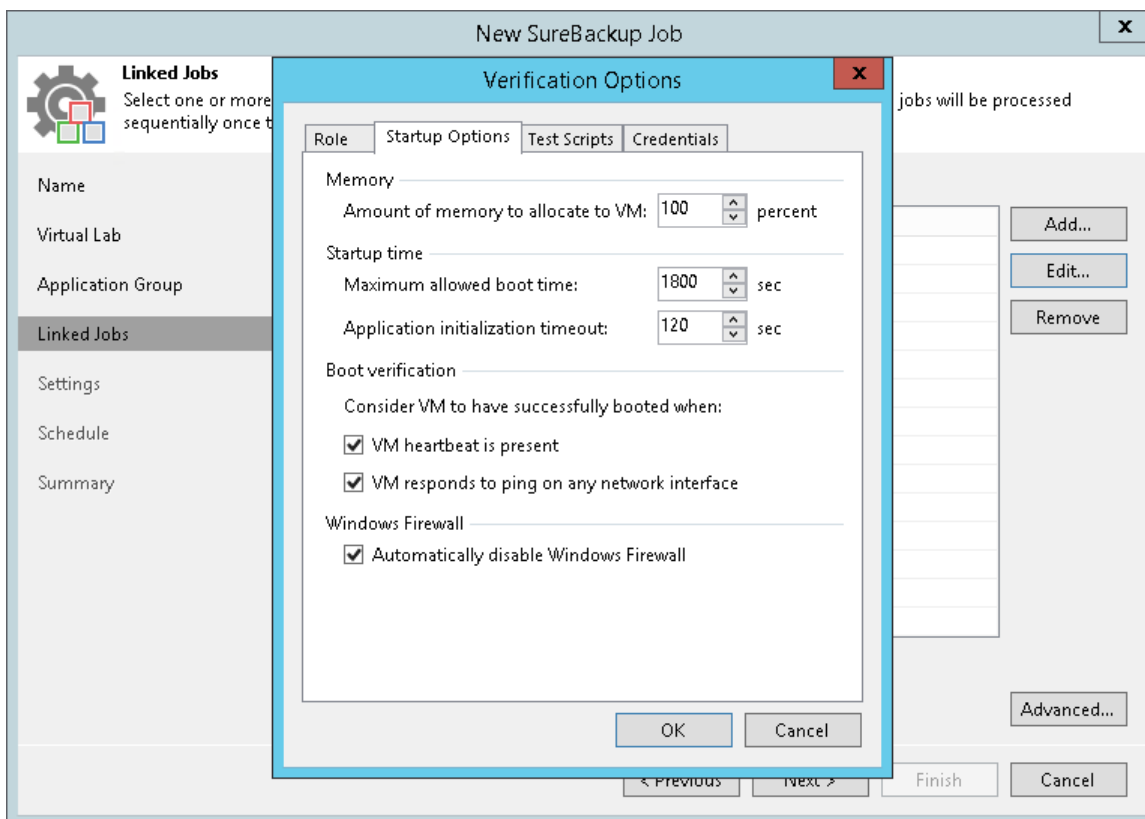 New SureBackup Job
x
Linked Jobs
Select one or more
jobs will be processed
sequentially once t
Name
Virtual Lab
Application Group
Linked Jobs
Settings
Schedule
Summary
Verification Options
x
Role
Startup Options
Test Scripts
Credentials
Memory
Amount of memory to allocate to VM: 100 percent
Startup time
Maximum allowed boot time: 1800 sec
Application initialization timeout: 120 sec
Boot verification
Consider VM to have successfully booted when:
VM heartbeat is present
VM responds to ping on any network interface
Windows Firewall
Automatically disable Windows Firewall
OK
Cancel
Add...
Edit...
Remove
Advanced...
< Previous
Next >
Finish
Cancel